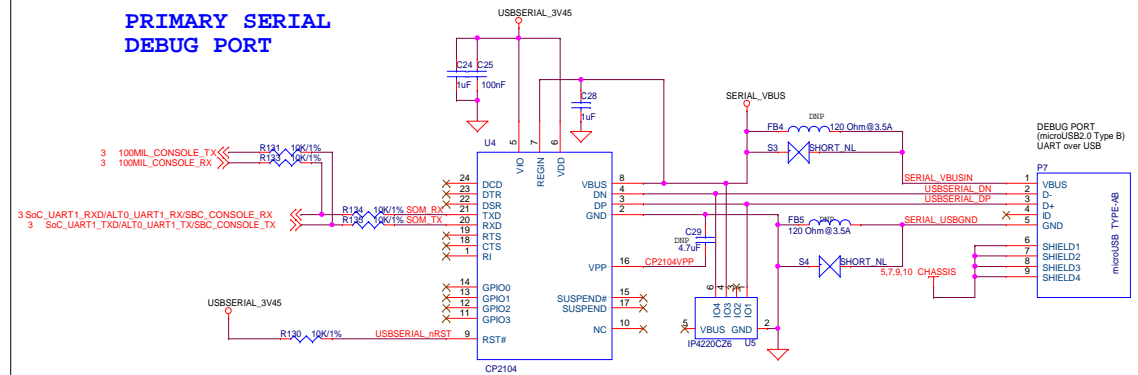 PRIMARY SERIAL
DEBUG PORT
USBSERIAL_3V45
C24 C25
1uF 100nF
C28
1uF
SERIAL_VBUS
DNP
FB4 120 Ohm@3.5A
S3 SHORT_NL
DEBUG PORT
(microUSB2.0 Type B)
UART over USB
P7
3 100MIL_CONSOLE_TX R131 10K/1%
3 100MIL_CONSOLE_RX R133 10K/1%
U4
5 7 6
VIO REGIN VDD
24 DCD
23 DTR
22 DSR
21 TXD
20 RXD
19 RTS
18 CTS
1 RI
8 VBUS
4 DN
3 DP
2 GND
SERIAL_VBUSIN
USBSERIAL_DN
USBSERIAL_DP
1 VBUS
2 D-
3 D+
4 ID
5 GND
6 SHIELD1
7 SHIELD2
8 SHIELD3
9 SHIELD4
microUSB TYPE-AB
3 SoC_UART1_RXD/ALT0_UART1_RX/SBC_CONSOLE_RX R134 10K/1% SOM_RX
3 SoC_UART1_TXD/ALT0_UART1_TX/SBC_CONSOLE_TX R135 10K/1% SOM_TX
FB5 DNP
120 Ohm@3.5A
SERIAL_USBGND
C29
DNP
4.7uF
S4 SHORT_NL
VPP 16 CP2104VPP
5,7,9,10 CHASSIS
14 GPIO0
13 GPIO1
12 GPIO2
11 GPIO3
SUSPEND# 15
SUSPEND 17
NC 10
6 4 3 2 1
IO4 IO3 IO2 IO1
5 VBUS GND 2
IP4220CZ6 U5
USBSERIAL_3V45
R130 10K/1% USBSERIAL_nRST 9 RST#
CP2104